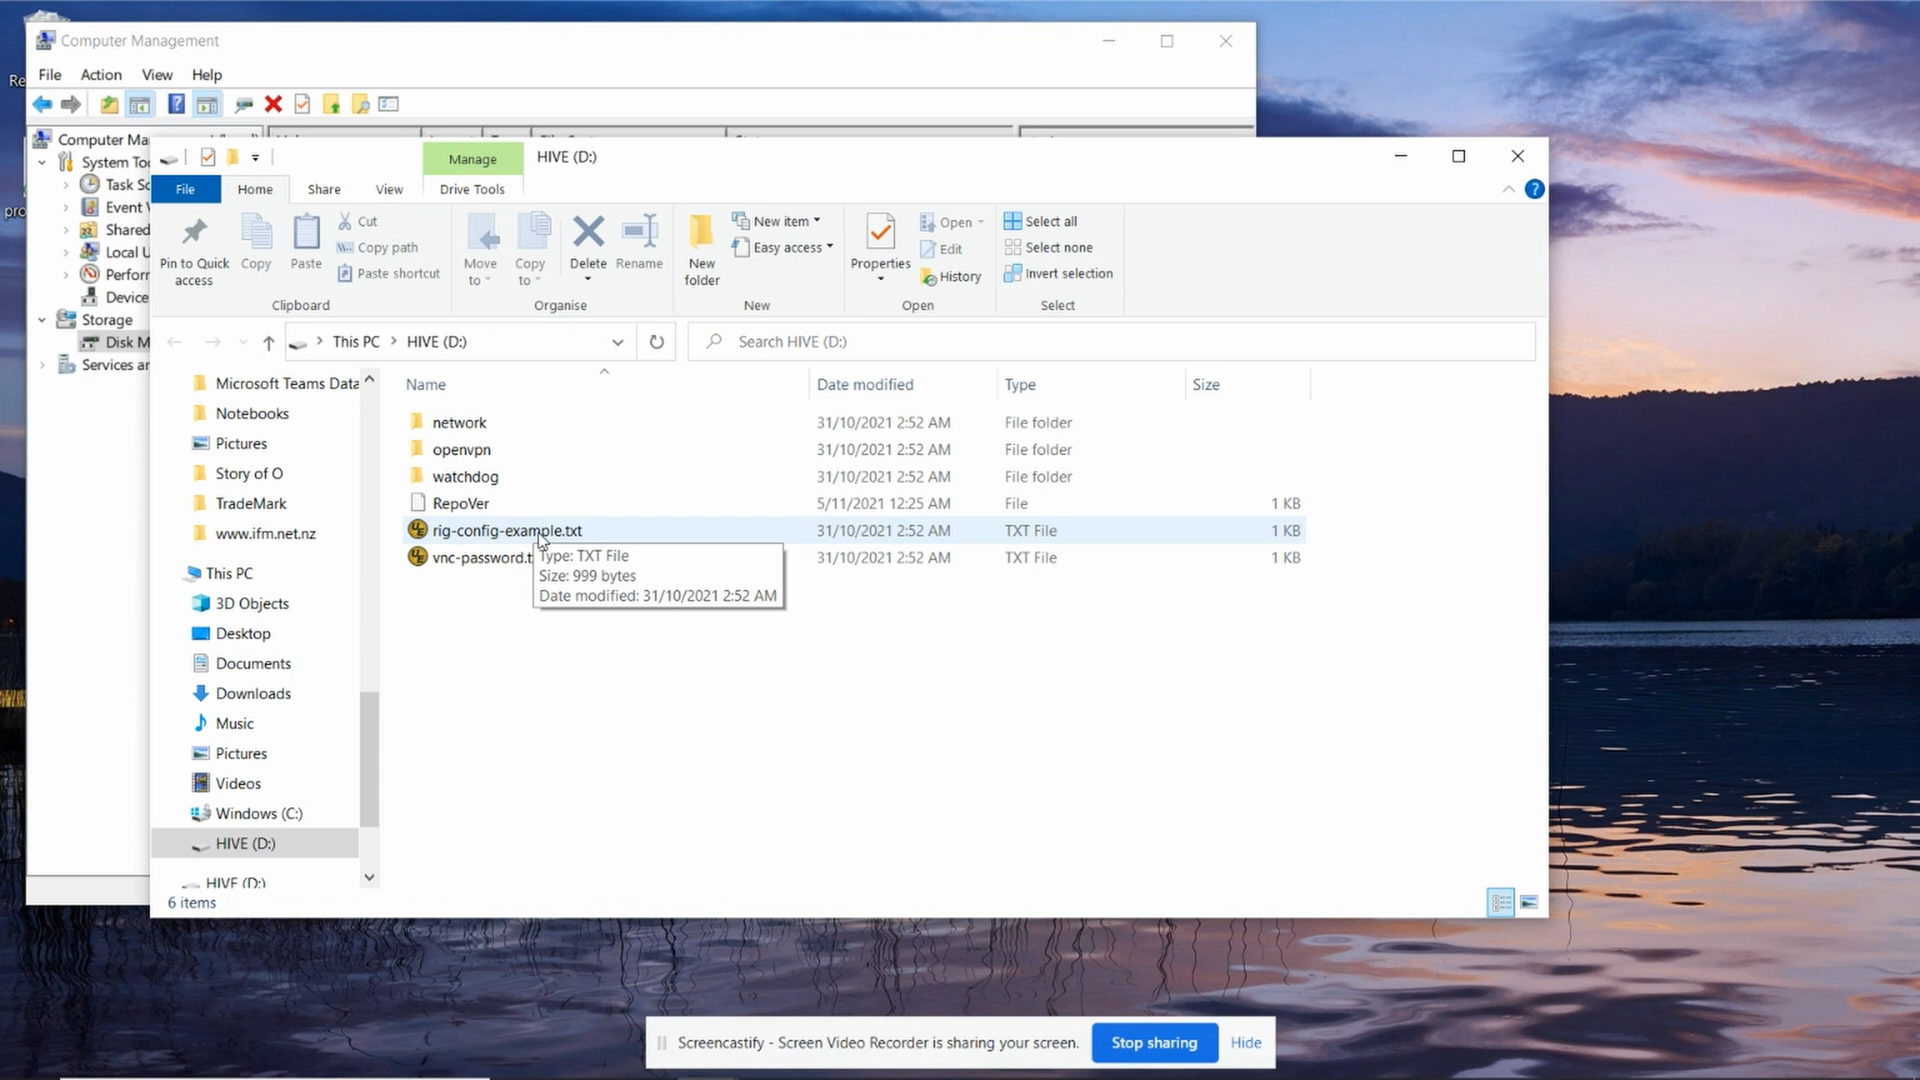 Computer Management
File Action View Help
Re
pro
Computer Ma
System Too
Task Sc
Event V
Shared
Local U
Perforn
Device
Storage
Disk M
Services ar
Manage
HIVE (D:)
File Home Share View Drive Tools
Pin to Quick access
Copy
Paste
Cut
Copy path
Paste shortcut
Clipboard
Move to
Copy to
Delete
Rename
Organise
New folder
New item
Easy access
New
Properties
Open
Edit
History
Open
Select all
Select none
Invert selection
Select
This PC HIVE (D:)
Search HIVE (D:)
Microsoft Teams Data
Notebooks
Pictures
Story of O
TradeMark
www.ifm.net.nz
This PC
3D Objects
Desktop
Documents
Downloads
Music
Pictures
Videos
Windows (C:)
HIVE (D:)
HIVE (D:)
Name Date modified Type Size
network 31/10/2021 2:52 AM File folder
openvpn 31/10/2021 2:52 AM File folder
watchdog 31/10/2021 2:52 AM File folder
RepoVer 5/11/2021 12:25 AM File 1 KB
rig-config-example.txt 31/10/2021 2:52 AM TXT File 1 KB
vnc-password.t 31/10/2021 2:52 AM TXT File 1 KB
Type: TXT File
Size: 999 bytes
Date modified: 31/10/2021 2:52 AM
6 items
Screencastify - Screen Video Recorder is sharing your screen. Stop sharing Hide